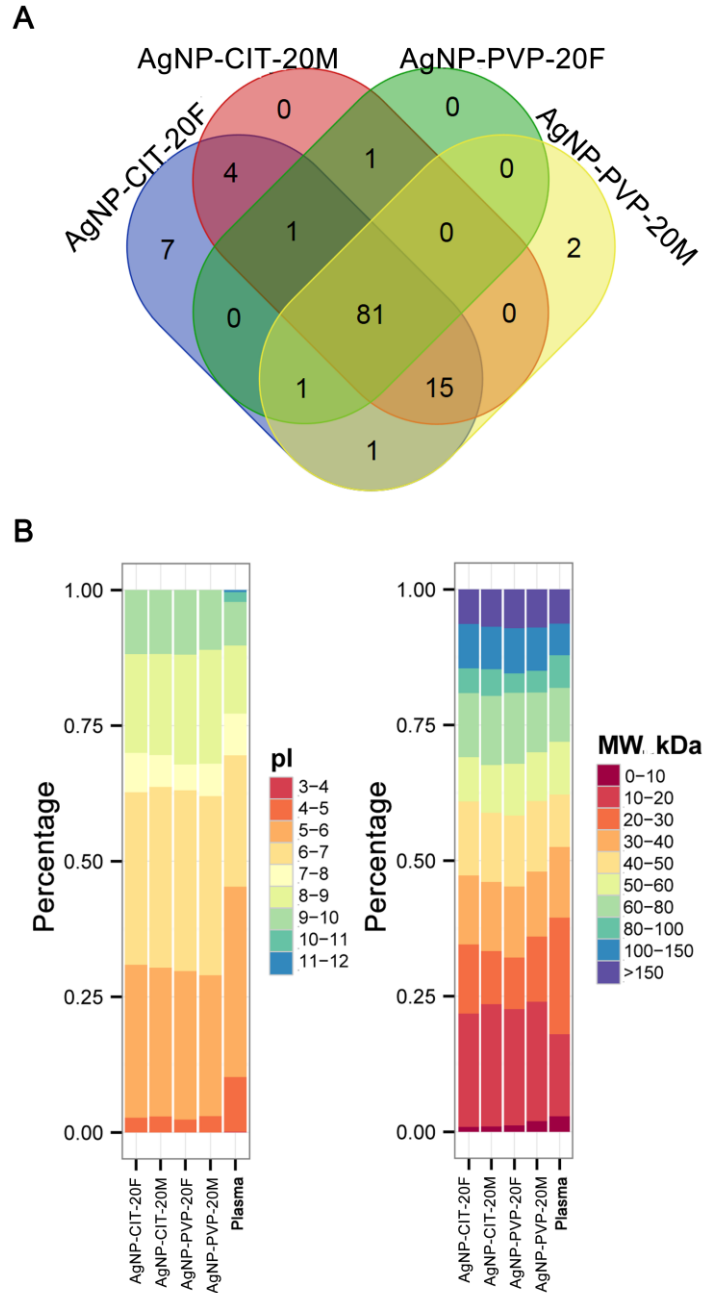 A
AgNP-CIT-20M
AgNP-PVP-20F
AgNP-CIT-20F
AgNP-PVP-20M
0
0
4
1
0
7
1
0
2
0
81
0
1
15
1
B
1.00
0.75
0.50
0.25
0.00
Percentage
AgNP-CIT-20F
AgNP-CIT-20M
AgNP-PVP-20F
AgNP-PVP-20M
Plasma
pI
3−4
4−5
5−6
6−7
7−8
8−9
9−10
10−11
11−12
1.00
0.75
0.50
0.25
0.00
Percentage
AgNP-CIT-20F
AgNP-CIT-20M
AgNP-PVP-20F
AgNP-PVP-20M
Plasma
MW, kDa
0−10
10−20
20−30
30−40
40−50
50−60
60−80
80−100
100−150
>150